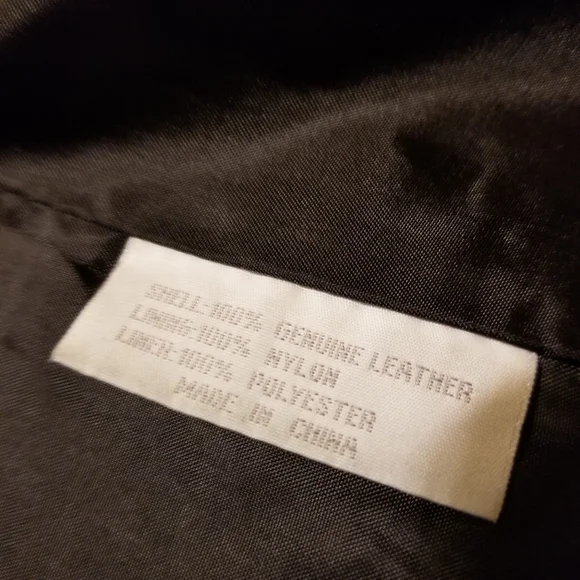 SHELL:100% GENUINE LEATHER
LINING:100% NYLON
LINER:100% POLYESTER
MADE IN CHINA